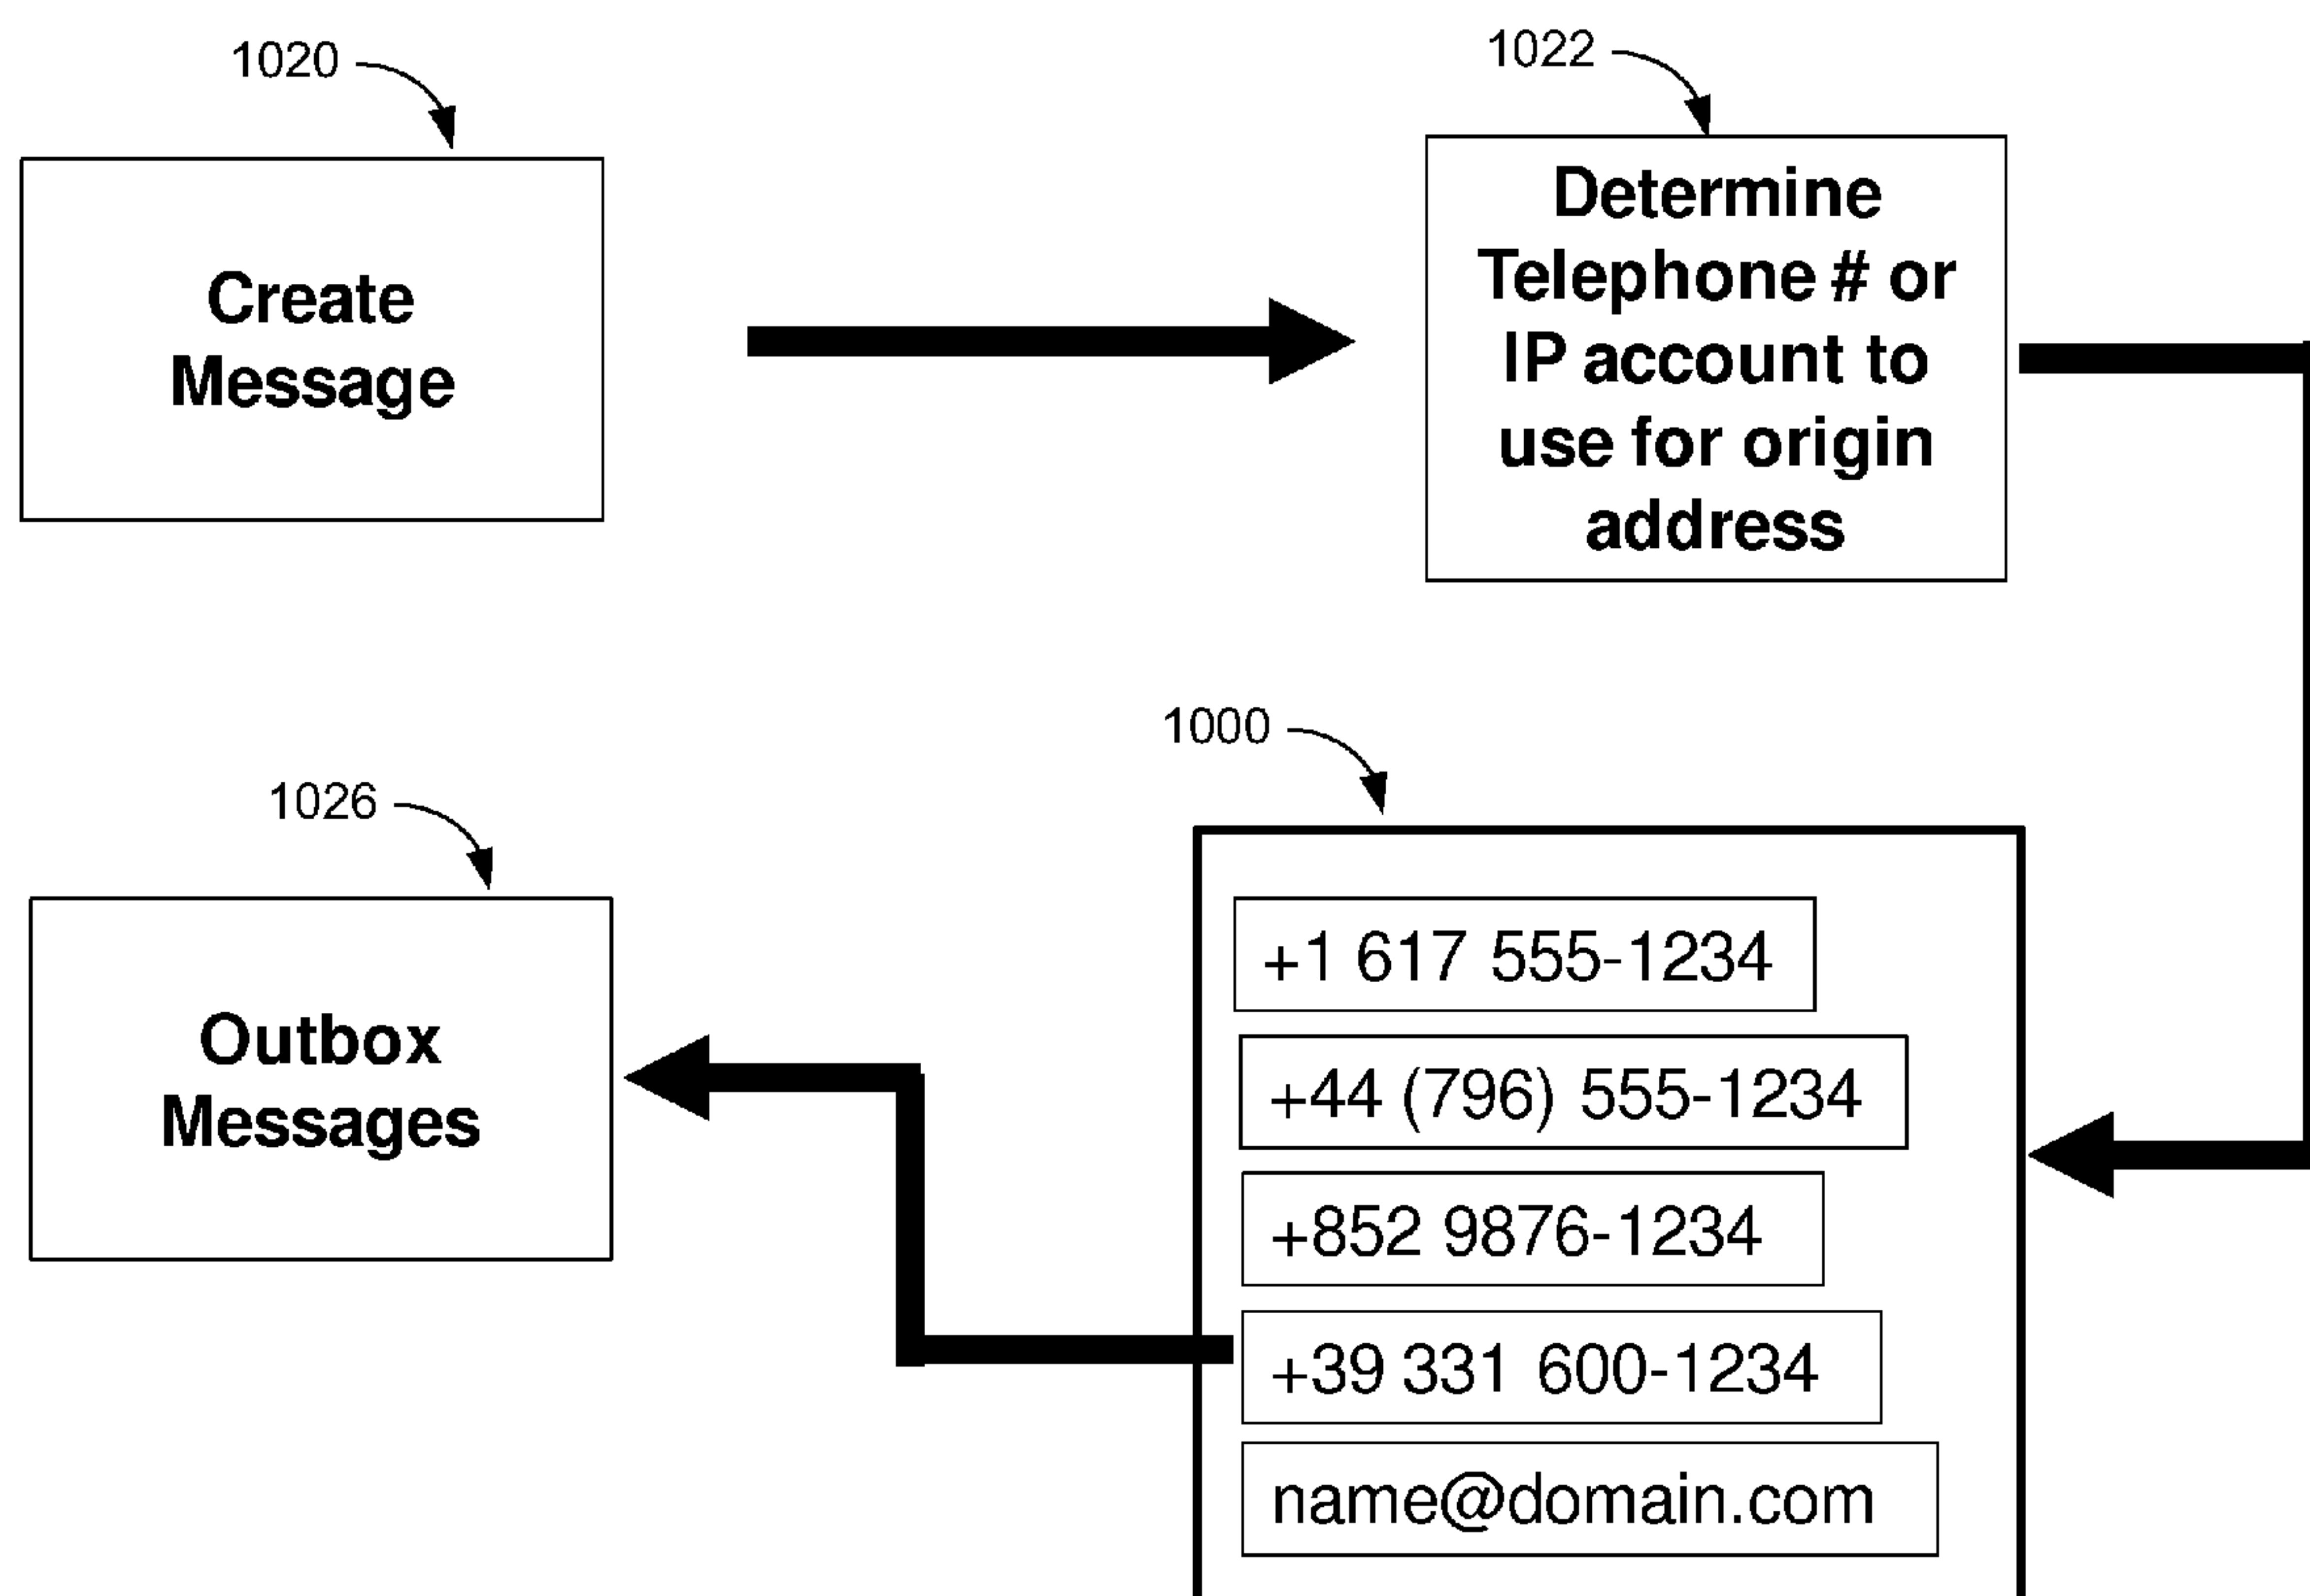 1020
Create
Message
1022
Determine
Telephone # or
IP account to
use for origin
address
1026
Outbox
Messages
1000
+1 617 555-1234
+44 (796) 555-1234
+852 9876-1234
+39 331 600-1234
name@domain.com